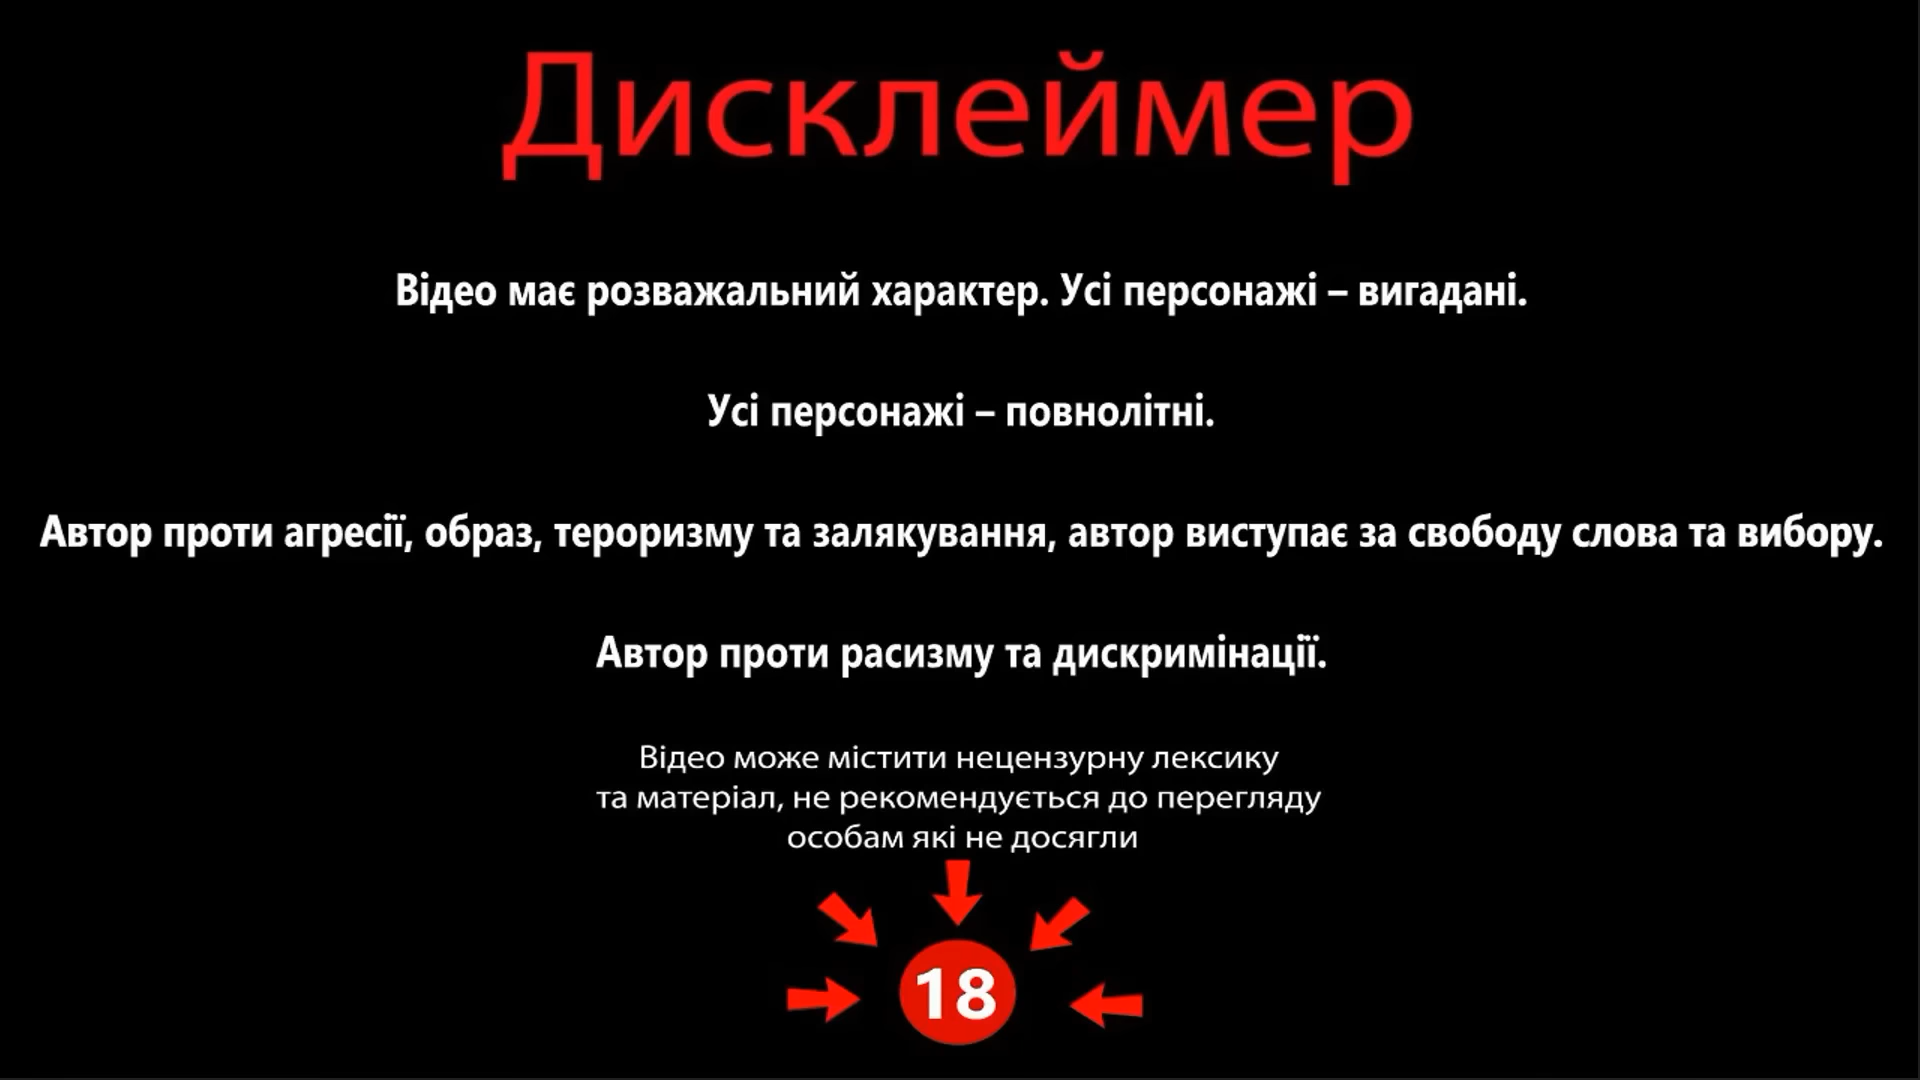 Дисклеймер
Відео має розважальний характер. Усі персонажі – вигадані.
Усі персонажі – повнолітні.
Автор проти агресії, образ, тероризму та залякування, автор виступає за свободу слова та вибору.
Автор проти расизму та дискримінації.
Відео може містити нецензурну лексику
та матеріал, не рекомендується до перегляду
особам які не досягли
18